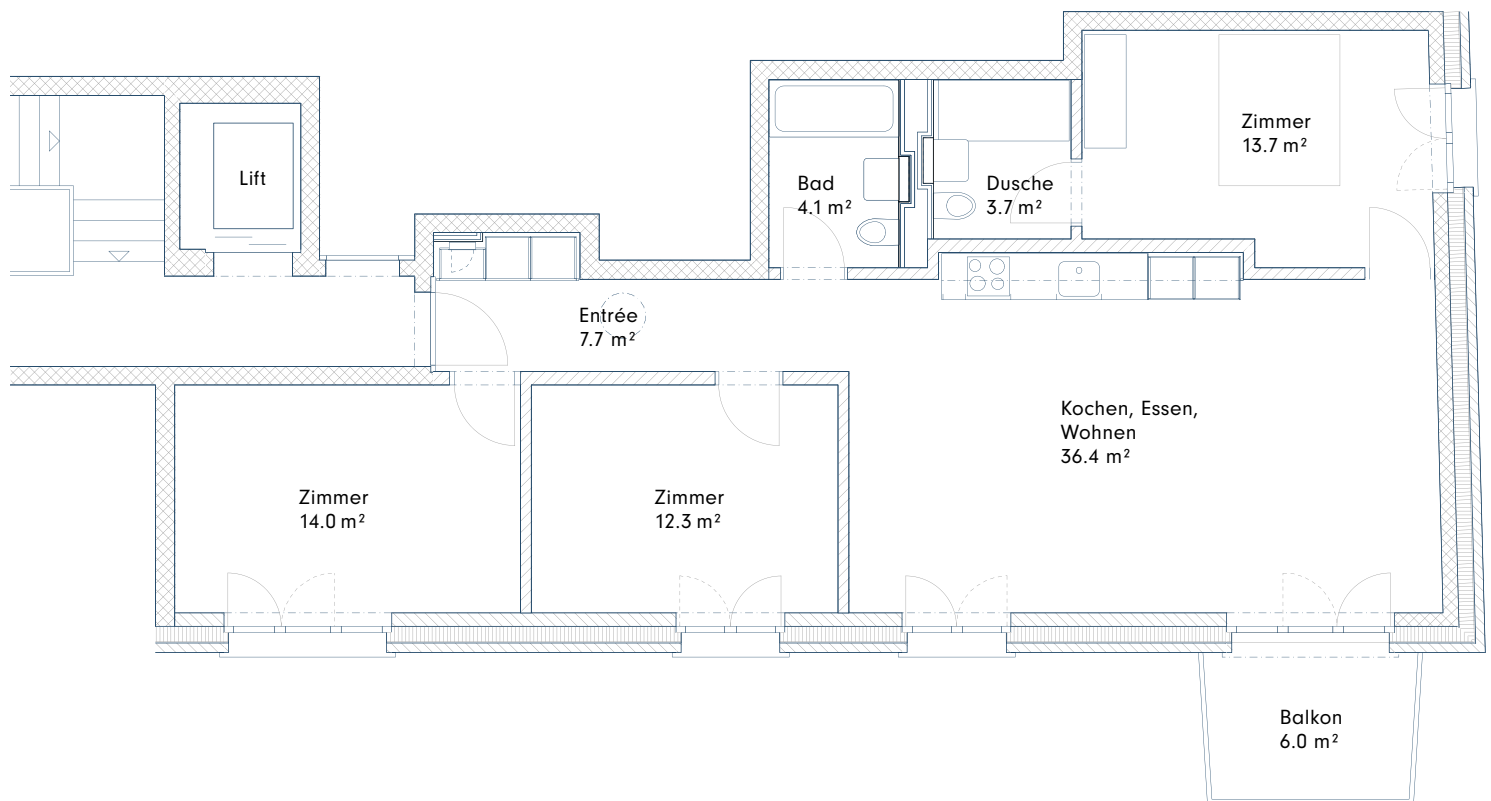 Lift
Bad
4.1 m²
Dusche
3.7 m²
Zimmer
13.7 m²
Entrée
7.7 m²
Kochen, Essen,
Wohnen
36.4 m²
Zimmer
14.0 m²
Zimmer
12.3 m²
Balkon
6.0 m²